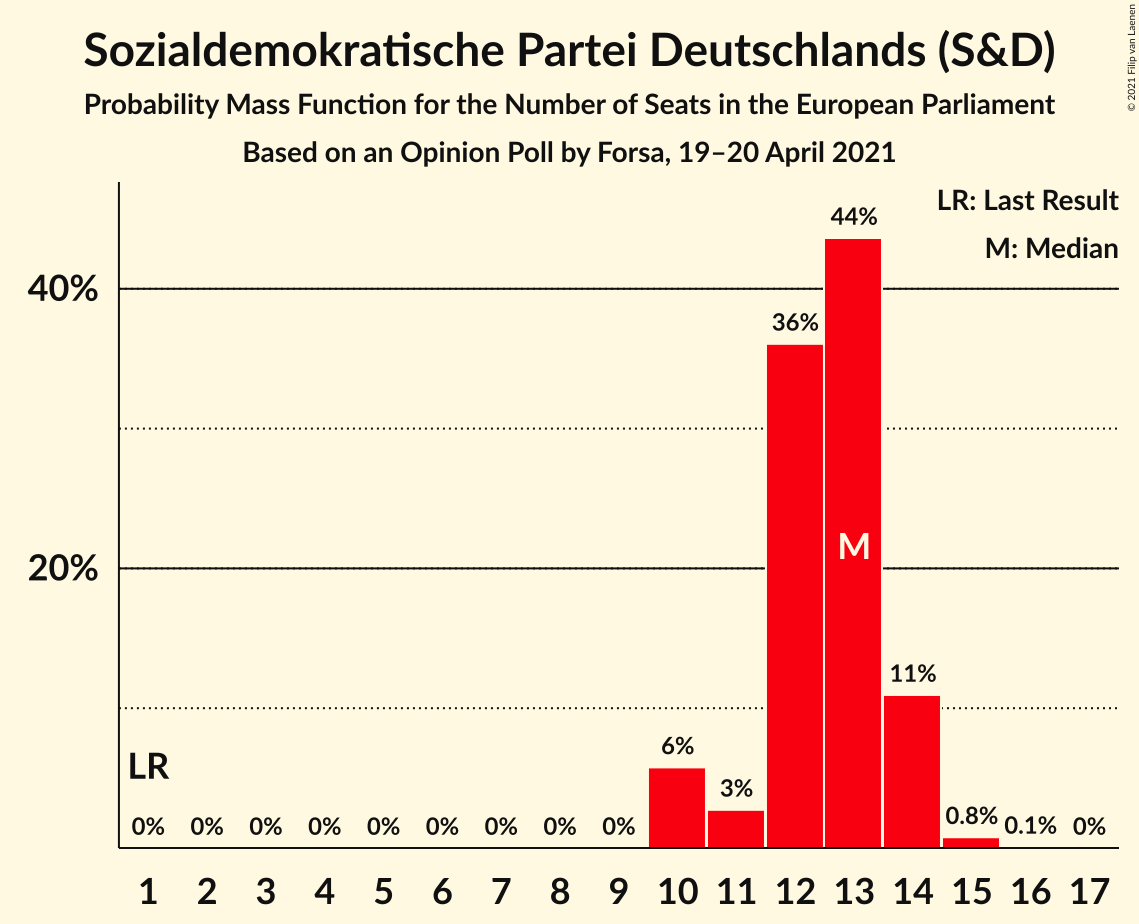 Sozialdemokratische Partei Deutschlands (S&D)
Probability Mass Function for the Number of Seats in the European Parliament
Based on an Opinion Poll by Forsa, 19–20 April 2021
© 2021 Filip van Laenen
LR: Last Result
M: Median
40%
20%
44%
36%
M
11%
6%
3%
LR
0% 0% 0% 0% 0% 0% 0% 0% 0% 0.8% 0.1% 0%
1 2 3 4 5 6 7 8 9 10 11 12 13 14 15 16 17